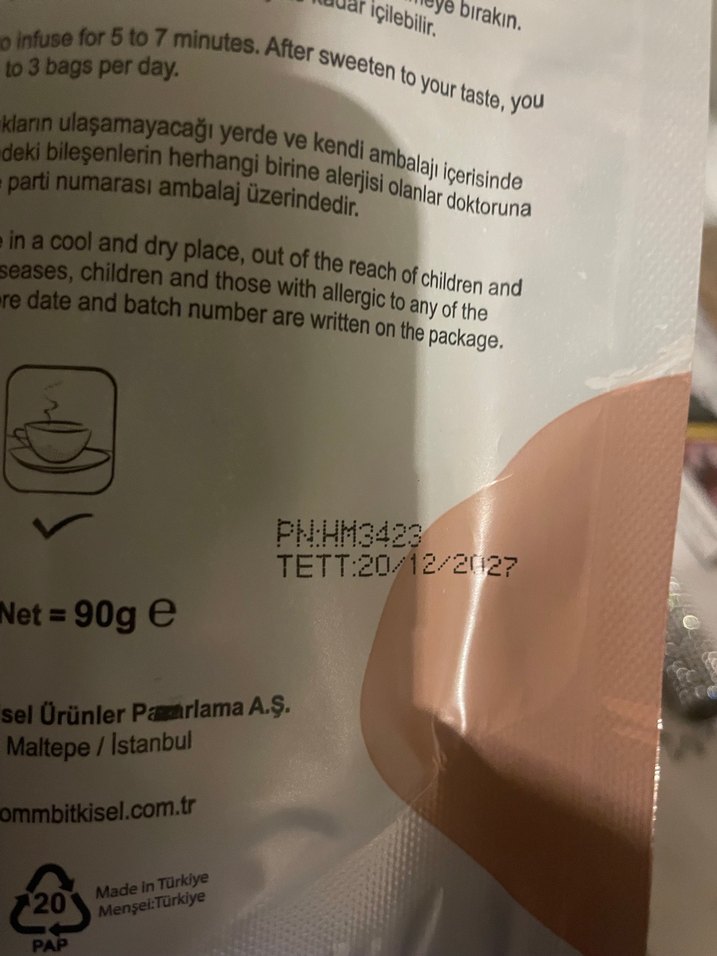 kadar içilebilir.
bırakın.
o infuse for 5 to 7 minutes. After sweeten to your taste, you
to 3 bags per day.
kların ulaşamayacağı yerde ve kendi ambalajı içerisinde
deki bileşenlerin herhangi birine alerjisi olanlar doktoruna
parti numarası ambalaj üzerindedir.
in a cool and dry place, out of the reach of children and
seases, children and those with allergic to any of the
re date and batch number are written on the package.
PN:HM3423
TETT:20/12/2027
Net = 90g e
sel Ürünler Pazarlama A.Ş.
Maltepe / İstanbul
ommbitkisel.com.tr
20
PAP
Made in Türkiye
Menşei:Türkiye